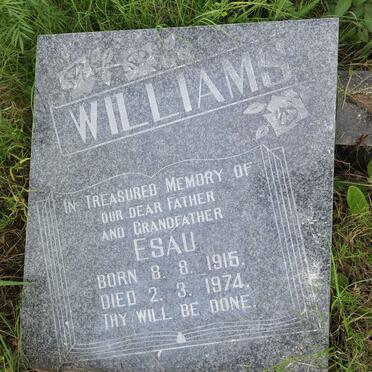 WILLIAMS
IN TREASURED MEMORY OF
OUR DEAR FATHER
AND GRANDFATHER
ESAU
BORN 8. 8. 1915.
DIED 2. 3. 1974.
THY WILL BE DONE.